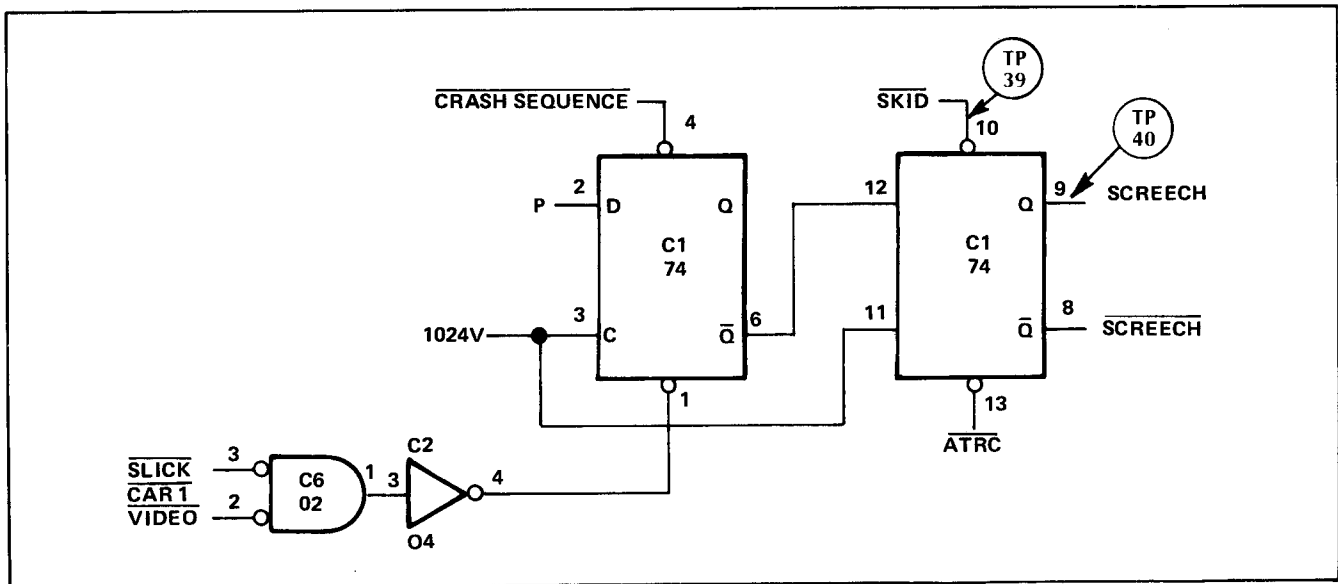 TP
39
CRASH SEQUENCE
SKID
TP
40
4
10
2
12
9
SCREECH
P
D
Q
Q
C1
74
C1
74
3
11
6
8
1024V
C
Q
Q
SCREECH
1
13
ATRC
C2
SLICK
3
C6
02
1
3
4
CAR 1
VIDEO
2
04